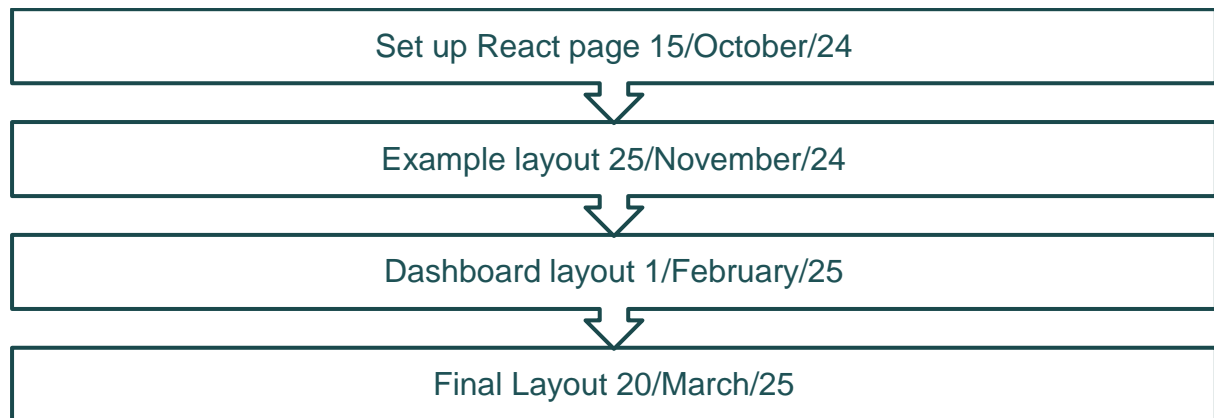 Set up React page 15/October/24
Example layout 25/November/24
Dashboard layout 1/February/25
Final Layout 20/March/25